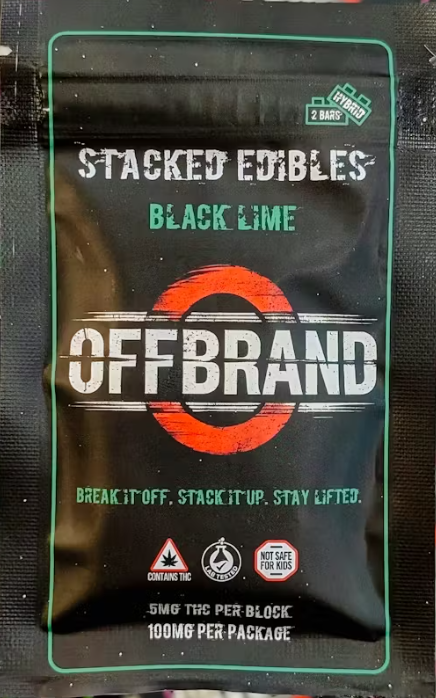 HYBRID
2 BARS
STACKED EDIBLES
BLACK LIME
OFFBRAND
BREAK IT OFF. STACK IT UP. STAY LIFTED.
CONTAINS THC
LAB TESTED
NOT SAFE
FOR KIDS
5MG THC PER BLOCK
100MG PER PACKAGE